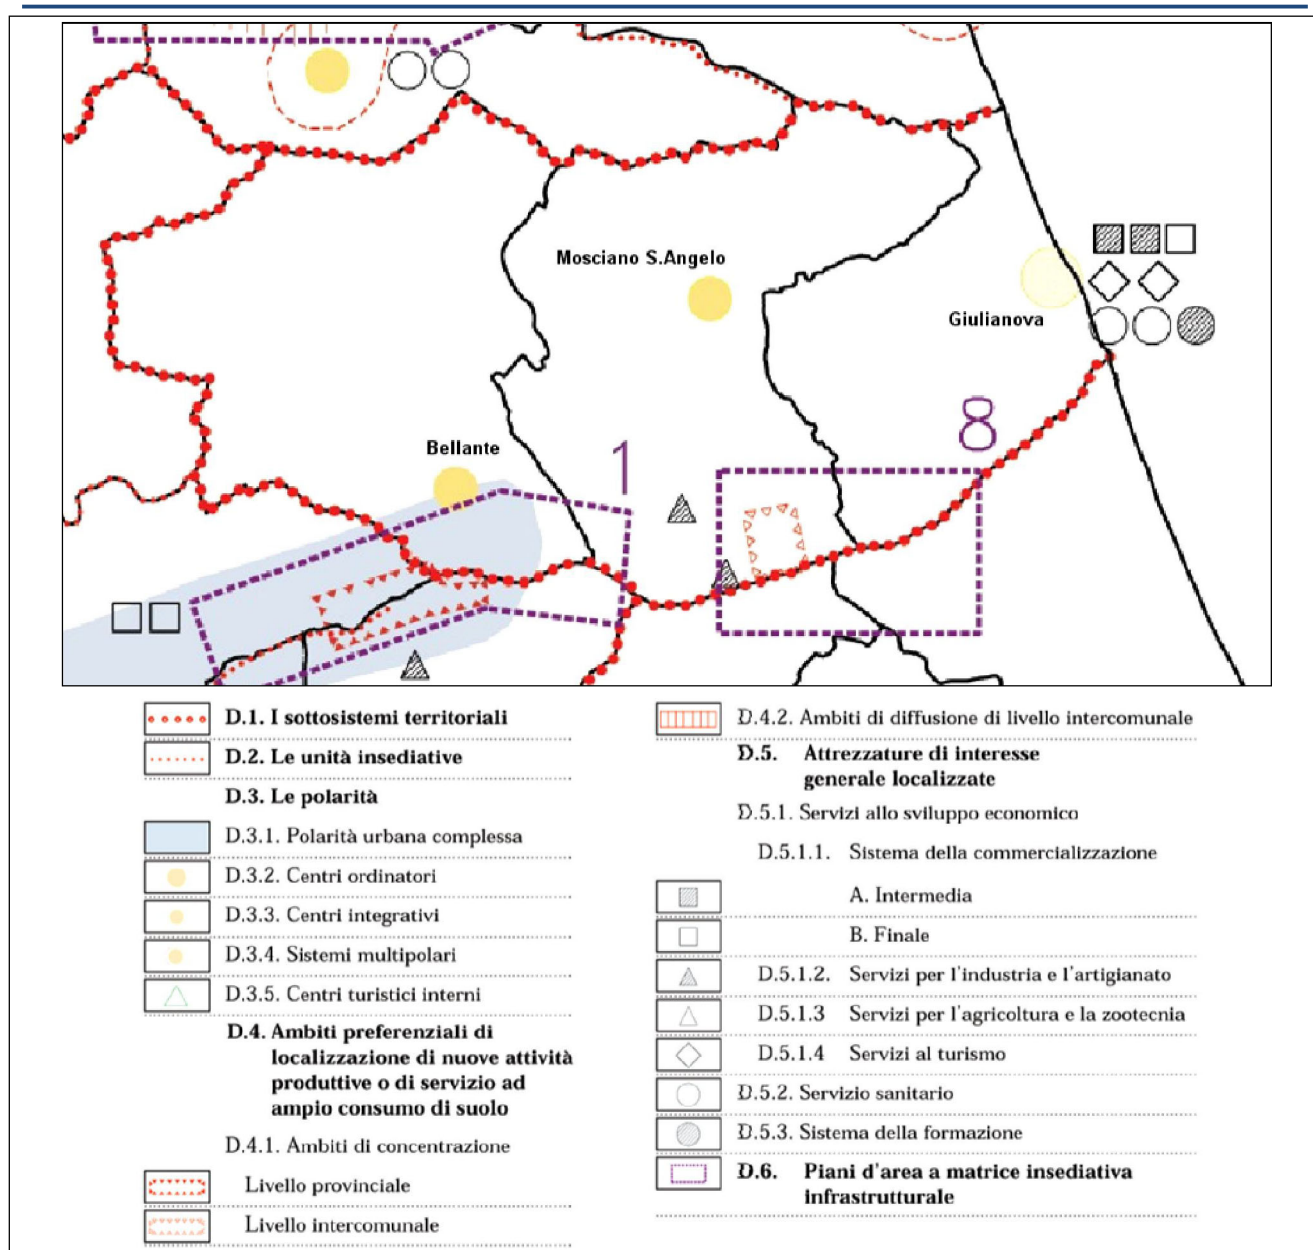 Mosciano S.Angelo
Giulianova
8
Bellante
1
D.1. I sottosistemi territoriali
D.2. Le unità insediative
D.3. Le polarità
D.3.1. Polarità urbana complessa
D.3.2. Centri ordinatori
D.3.3. Centri integrativi
D.3.4. Sistemi multipolari
D.3.5. Centri turistici interni
D.4. Ambiti preferenziali di
localizzazione di nuove attività
produttive o di servizio ad
ampio consumo di suolo
D.4.1. Ambiti di concentrazione
Livello provinciale
Livello intercomunale
D.4.2. Ambiti di diffusione di livello intercomunale
D.5. Attrezzature di interesse
generale localizzate
D.5.1. Servizi allo sviluppo economico
D.5.1.1. Sistema della commercializzazione
A. Intermedia
B. Finale
D.5.1.2. Servizi per l'industria e l'artigianato
D.5.1.3 Servizi per l'agricoltura e la zootecnia
D.5.1.4 Servizi al turismo
D.5.2. Servizio sanitario
D.5.3. Sistema della formazione
D.6. Piani d'area a matrice insediativa
infrastrutturale